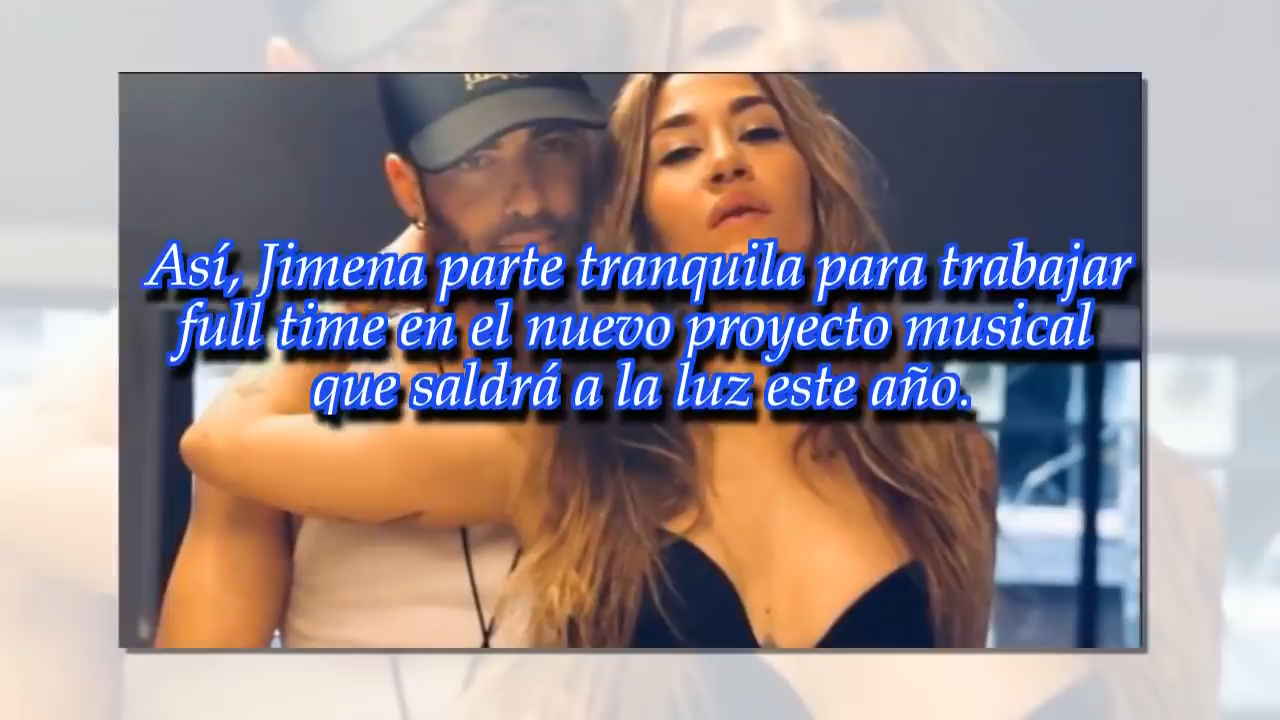 Así, Jimena parte tranquila para trabajar
full time en el nuevo proyecto musical
que saldrá a la luz este año.